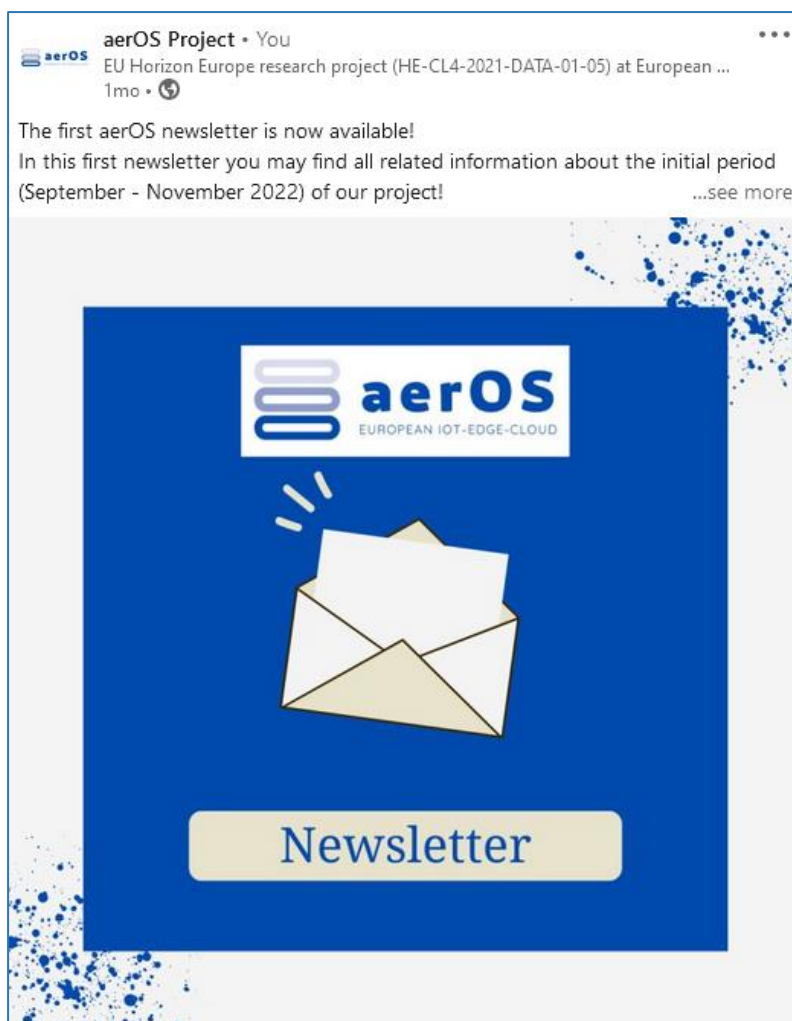 aerOS
aerOS Project • You
EU Horizon Europe research project (HE-CL4-2021-DATA-01-05) at European ...
1mo •
The first aerOS newsletter is now available!
In this first newsletter you may find all related information about the initial period
(September - November 2022) of our project!
...see more
aerOS
EUROPEAN IOT-EDGE-CLOUD
Newsletter